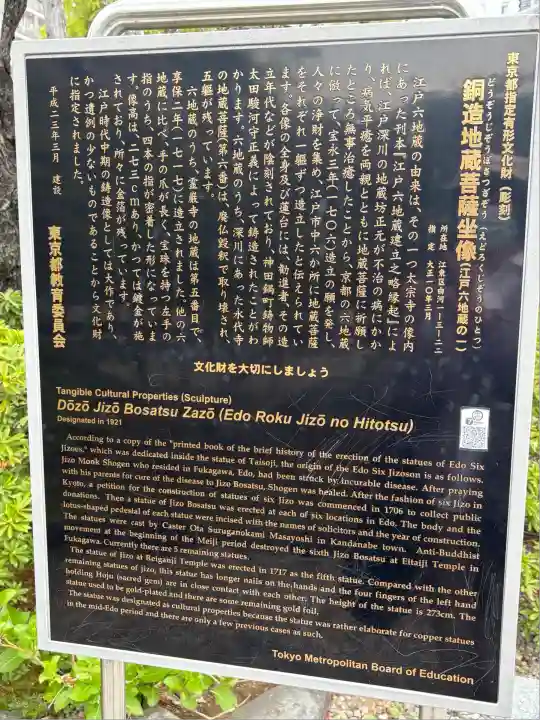 東京都指定有形文化財（彫刻）
どうぞうじぞうぼさつざぞう（えどろくじぞうのひとつ）
銅造地蔵菩薩坐像（江戸六地蔵の一）
所在地　江東区白河一－三－三二
指　定　大正一〇年三月
江戸六地蔵の由来は、その一つ太宗寺の像内
にあった刊本『江戸六地蔵建立之略縁起』によ
れば、江戸深川の地蔵坊正元が不治の病にかか
り、病気平癒を両親とともに地蔵菩薩に祈願し
たところ無事治癒したことから、京都の六地蔵
に倣って、宝永三年（一七〇六）造立の願を発し、
人々の浄財を集め、江戸市中六か所に地蔵菩薩
をそれぞれ一軀ずつ造立したと伝えられてい
ます。各像の全身及び蓮台には、勧進者、その造
立年代などが陰刻されており、神田鍋町鋳物師
太田駿河守正義によって鋳造されたことがわ
かります。六地蔵のうち、深川にあった永代寺
の地蔵菩薩（第六番）は、廃仏毀釈で取り壊され、
五軀が残っています。
六地蔵のうち、霊巌寺の地蔵は第五番目で、
享保二年（一七一七）に造立されました。他の六
地蔵に比べ、手の爪が長く、宝珠を持つ左手の
指のうち、四本の指が密着した形になっていま
す。像高は、二七三cmあり、かつては鍍金が施
されており、所々に金箔が残っています。
江戸時代中期の鋳造像としては大作であり、
かつ遺例の少ないものであることから文化財
に指定されました。
平成二三年三月　建設
東京都教育委員会
文化財を大切にしましょう
Tangible Cultural Properties (Sculpture)
Dōzō Jizō Bosatsu Zazō (Edo Roku Jizō no Hitotsu)
Designated in 1921
According to a copy of the "printed book of the brief history of the erection of the statues of Edo Six
Jizous," which was dedicated inside the statue of Taisoji, the origin of the Edo Six Jizoson is as follows.
Jizo Monk Shogen who resided in Fukagawa, Edo, had been struck by incurable disease. After praying
with his parents for cure of the disease to Jizo Bosatsu, Shogen was healed. After the fashion of six Jizo in
Kyoto, a petition for the construction of statues of six Jizo was commenced in 1706 to collect public
donations. Then a statue of Jizo Bosatsu was erected at each of six locations in Edo. The body and the
lotus-shaped pedesial of each statue were incised with the names of solicitors and the year of construction.
The statues were cast by Caster Ota Suruganokami Masayoshi in Kandanabe town. Anti-Buddhist
movement at the beginning of the Meiji period destroyed the sixth Jizo Bosatsu at Eitaiji Temple in
Fukagawa. Currently there are 5 remaining statues.
The statue of Jizo at Reiganji Temple was erected in 1717 as the fifth statue. Compared with the other
remaining statues of jizo, this statue has longer nails on the hands and the four fingers of the left hand
holding Hoju (sacred gem) are in close contact with each other. The height of the statue is 273cm. The
statue used to be gold-plated and there are some remaining gold foil.
The statue was designated as cultural properties because the statue was rather elaborate for copper statues
in the mid-Edo period and there are only a few previous cases as such.
Tokyo Metropolitan Board of Education